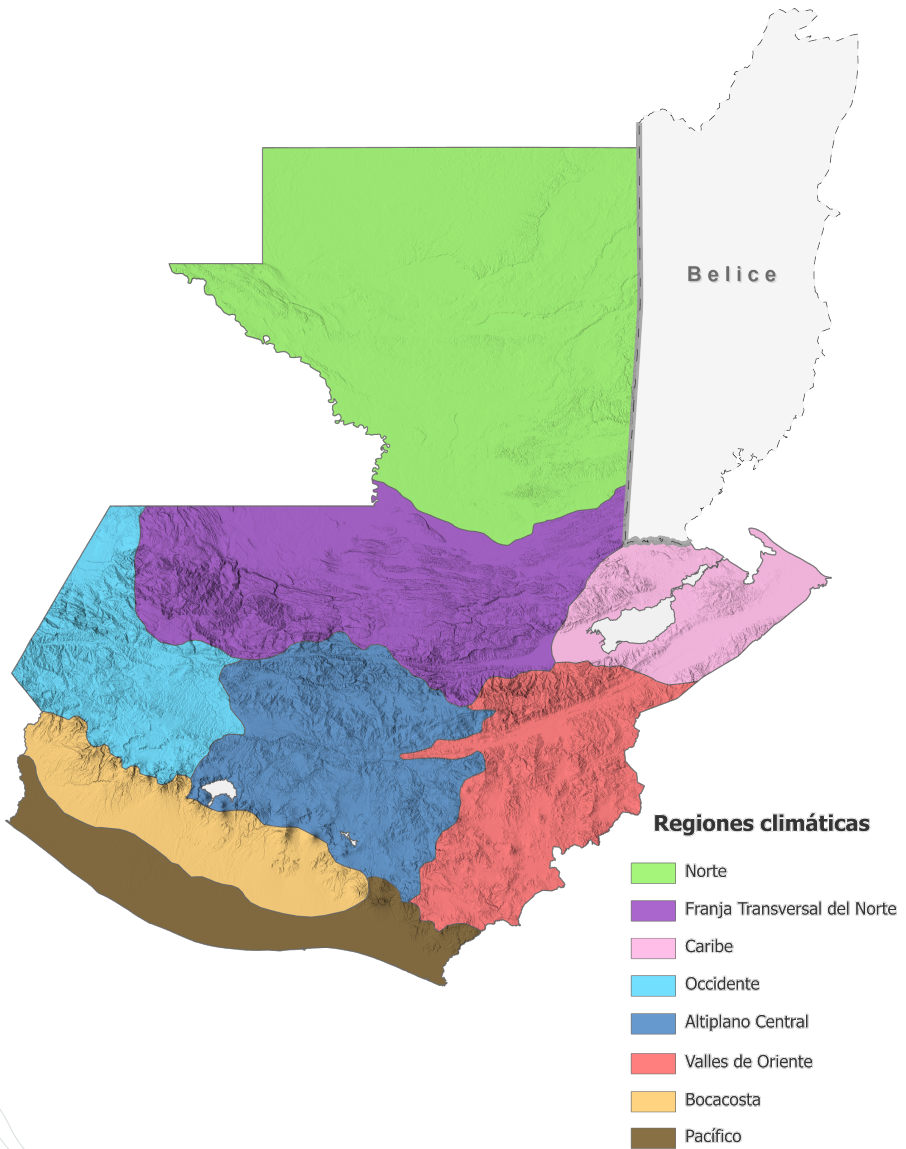 Belice
Regiones climáticas
Norte
Franja Transversal del Norte
Caribe
Occidente
Altiplano Central
Valles de Oriente
Bocacosta
Pacífico